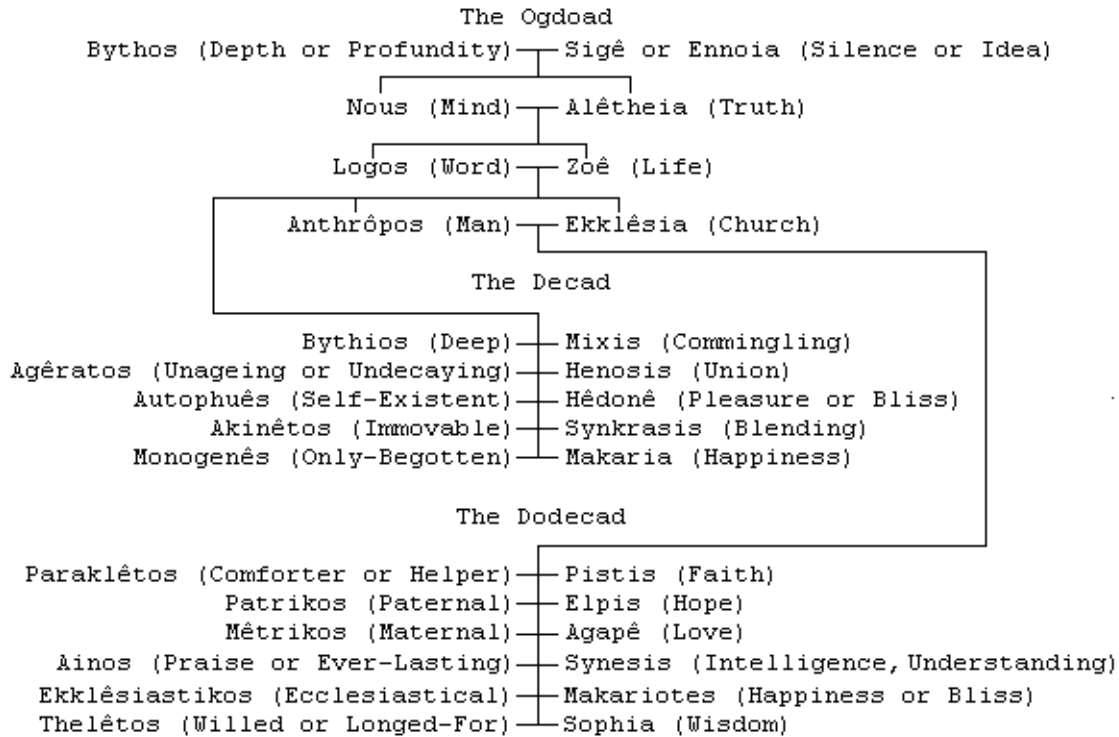 The Ogdoad
Bythos (Depth or Profundity) Sigê or Ennoia (Silence or Idea)
Nous (Mind) Alêtheia (Truth)
Logos (Word) Zoê (Life)
Anthrôpos (Man) Ekklêsia (Church)
The Decad
Bythios (Deep) Mixis (Commingling)
Agêratos (Unageing or Undecaying) Henosis (Union)
Autophuês (Self-Existent) Hêdonê (Pleasure or Bliss)
Akinêtos (Immovable) Synkrasis (Blending)
Monogenês (Only-Begotten) Makaria (Happiness)
The Dodecad
Paraklêtos (Comforter or Helper) Pistis (Faith)
Patrikos (Paternal) Elpis (Hope)
Mêtrikos (Maternal) Agapê (Love)
Ainos (Praise or Ever-Lasting) Synesis (Intelligence, Understanding)
Ekklêsiastikos (Ecclesiastical) Makariotes (Happiness or Bliss)
Thelêtos (Willed or Longed-For) Sophia (Wisdom)